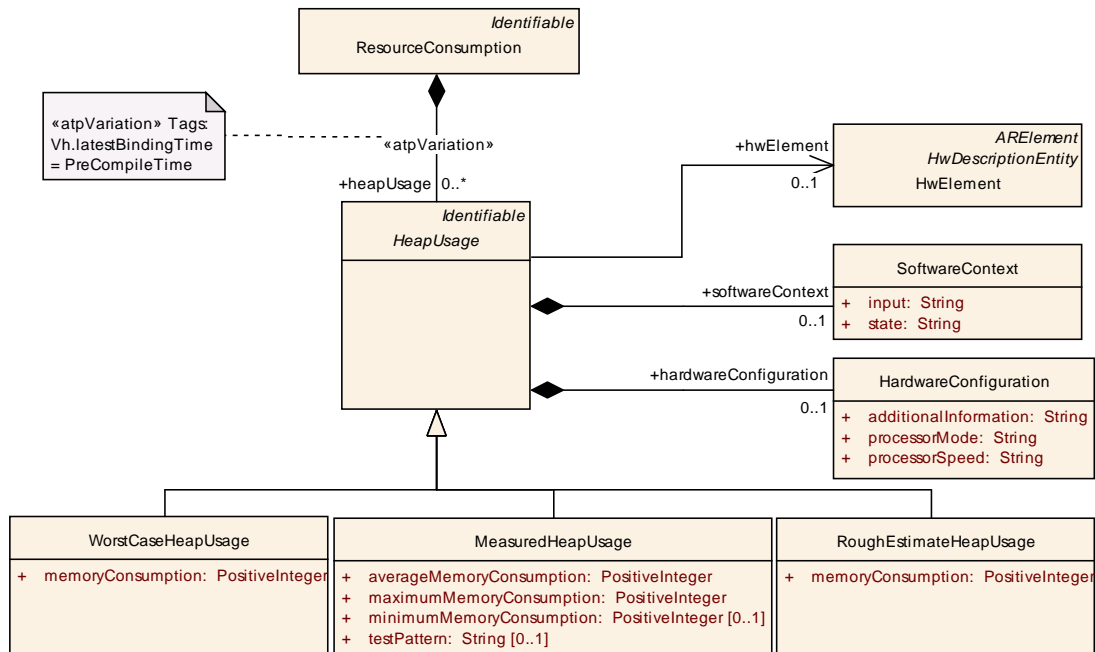 Identifiable
ResourceConsumption
«atpVariation» Tags:
Vh.latestBindingTime
= PreCompileTime
«atpVariation»
+heapUsage 0..*
+hwElement
0..1
ARElement
HwDescriptionEntity
HwElement
Identifiable
HeapUsage
+softwareContext
0..1
SoftwareContext
+ input: String
+ state: String
+hardwareConfiguration
0..1
HardwareConfiguration
+ additionalInformation: String
+ processorMode: String
+ processorSpeed: String
WorstCaseHeapUsage
+ memoryConsumption: PositiveInteger
MeasuredHeapUsage
+ averageMemoryConsumption: PositiveInteger
+ maximumMemoryConsumption: PositiveInteger
+ minimumMemoryConsumption: PositiveInteger [0..1]
+ testPattern: String [0..1]
RoughEstimateHeapUsage
+ memoryConsumption: PositiveInteger